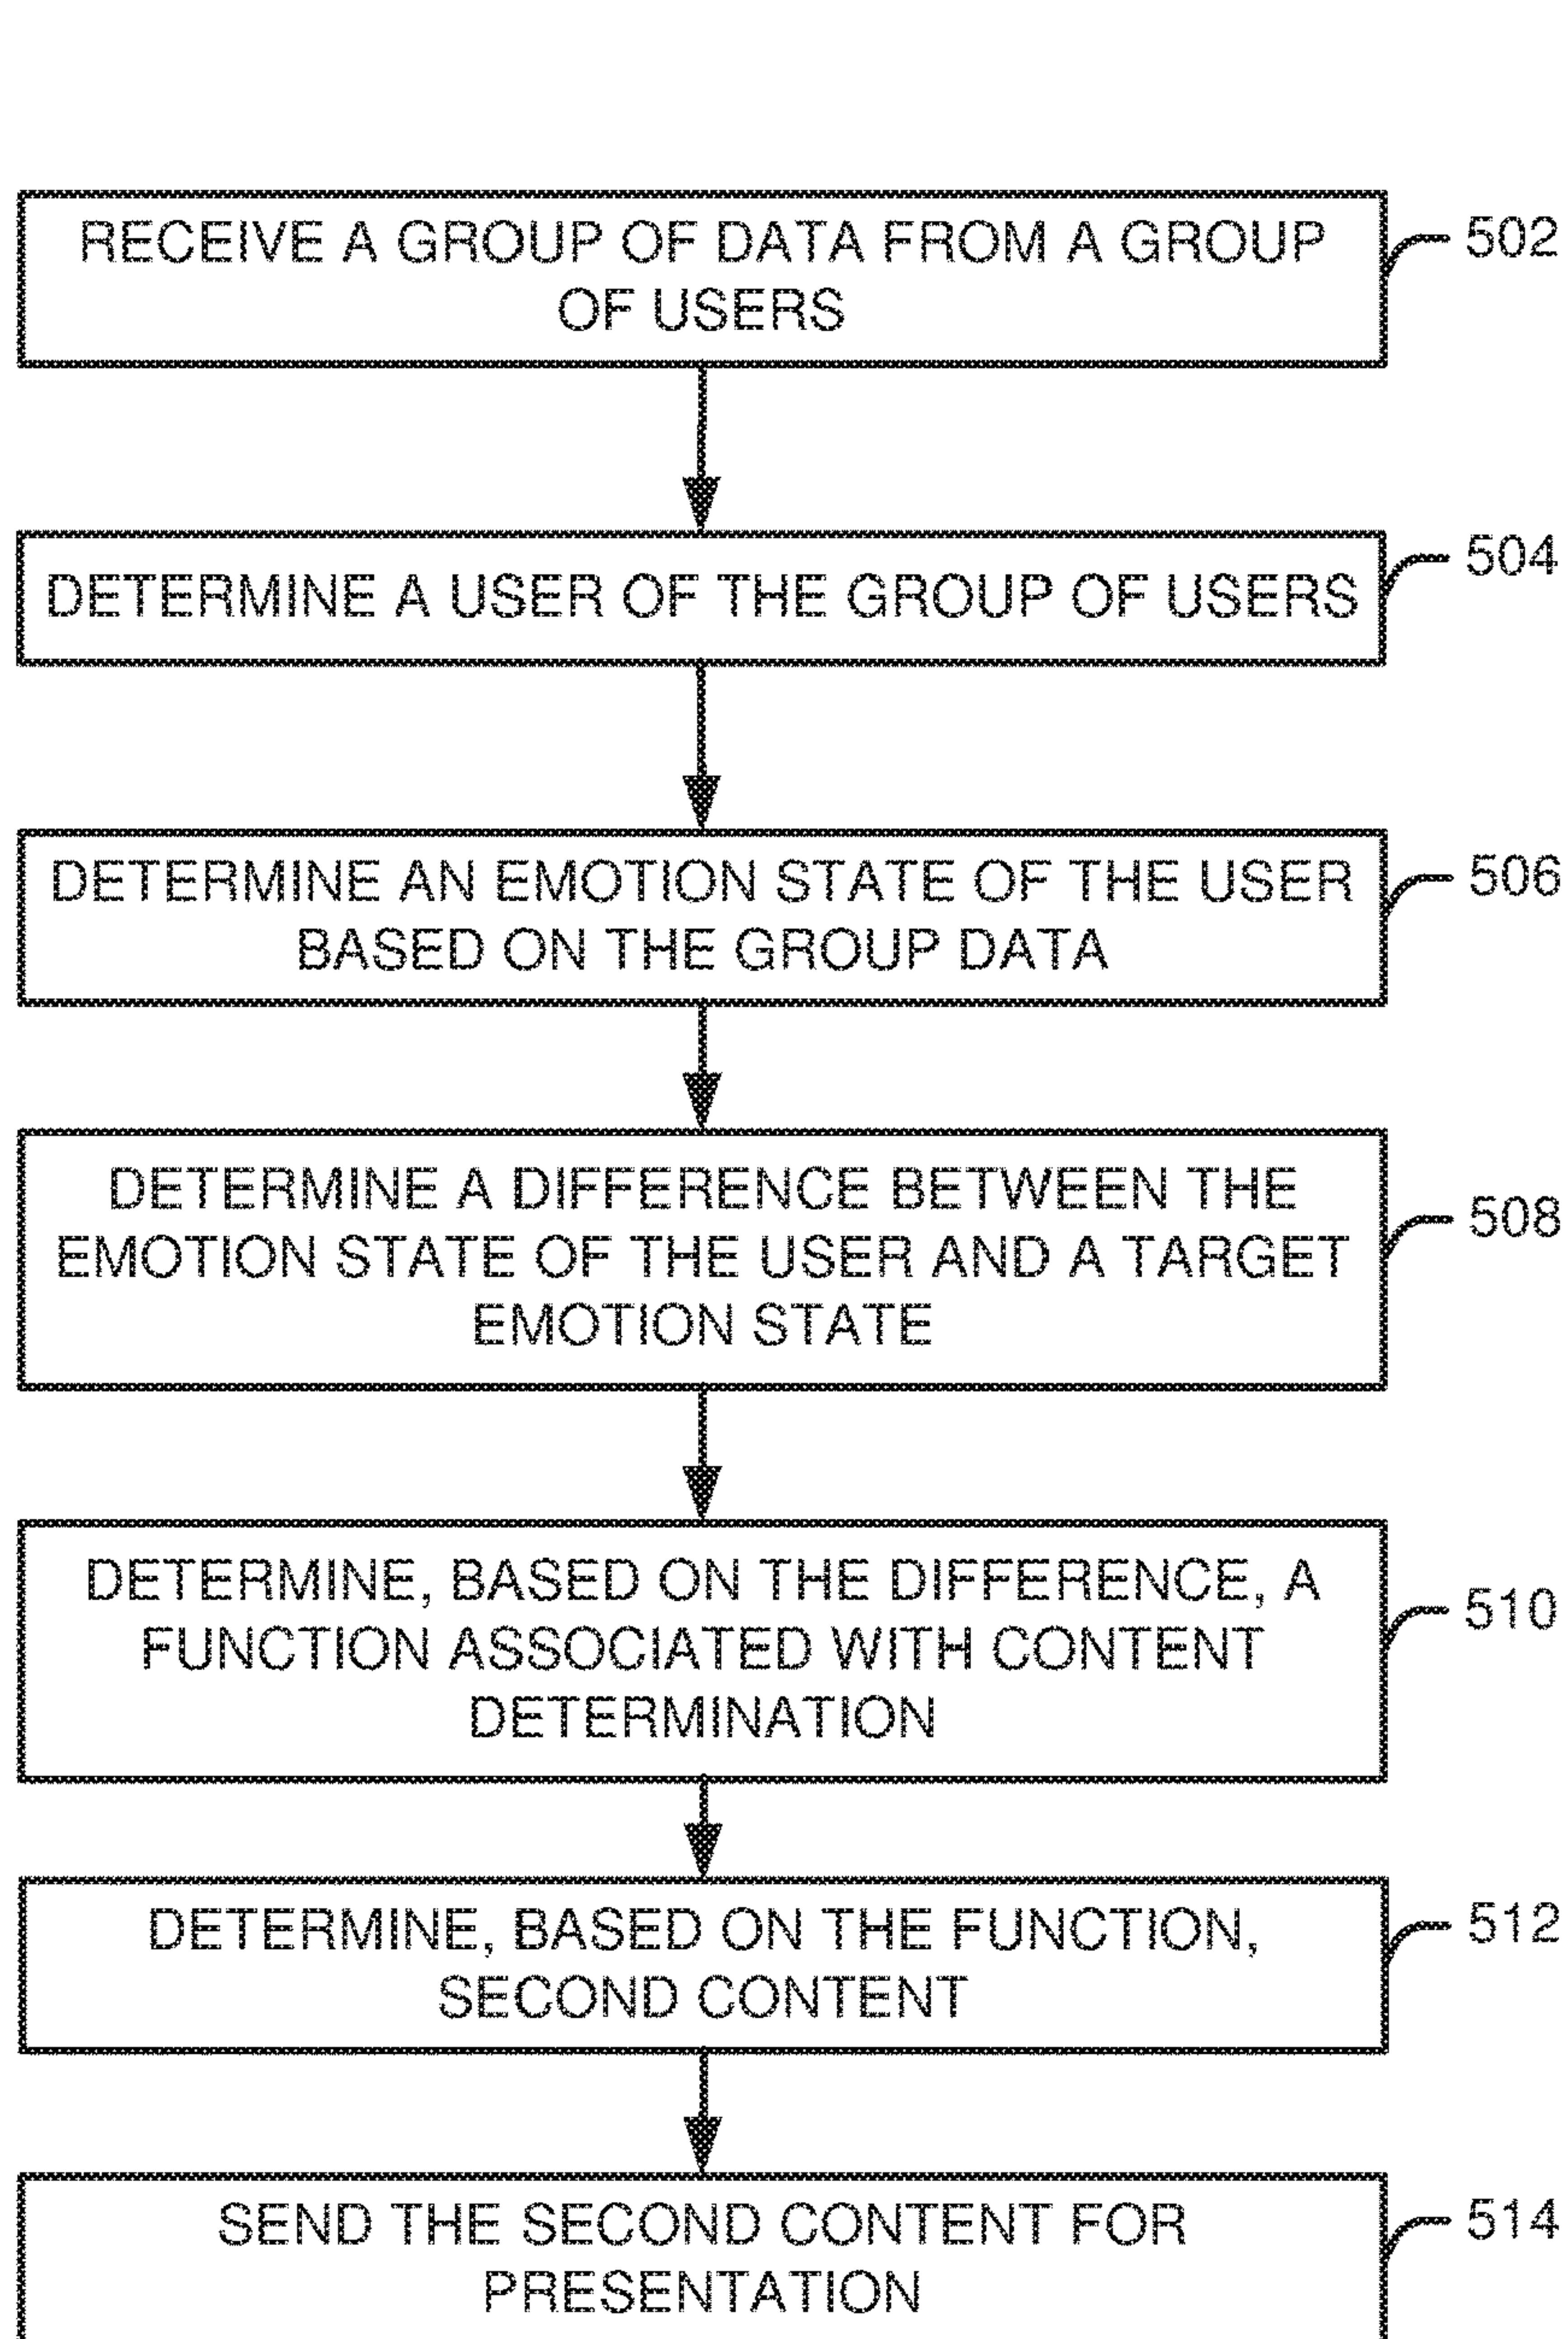 RECEIVE A GROUP OF DATA FROM A GROUP
OF USERS
502
DETERMINE A USER OF THE GROUP OF USERS
504
DETERMINE AN EMOTION STATE OF THE USER
BASED ON THE GROUP DATA
506
DETERMINE A DIFFERENCE BETWEEN THE
EMOTION STATE OF THE USER AND A TARGET
EMOTION STATE
508
DETERMINE, BASED ON THE DIFFERENCE, A
FUNCTION ASSOCIATED WITH CONTENT
DETERMINATION
510
DETERMINE, BASED ON THE FUNCTION,
SECOND CONTENT
512
SEND THE SECOND CONTENT FOR
PRESENTATION
514